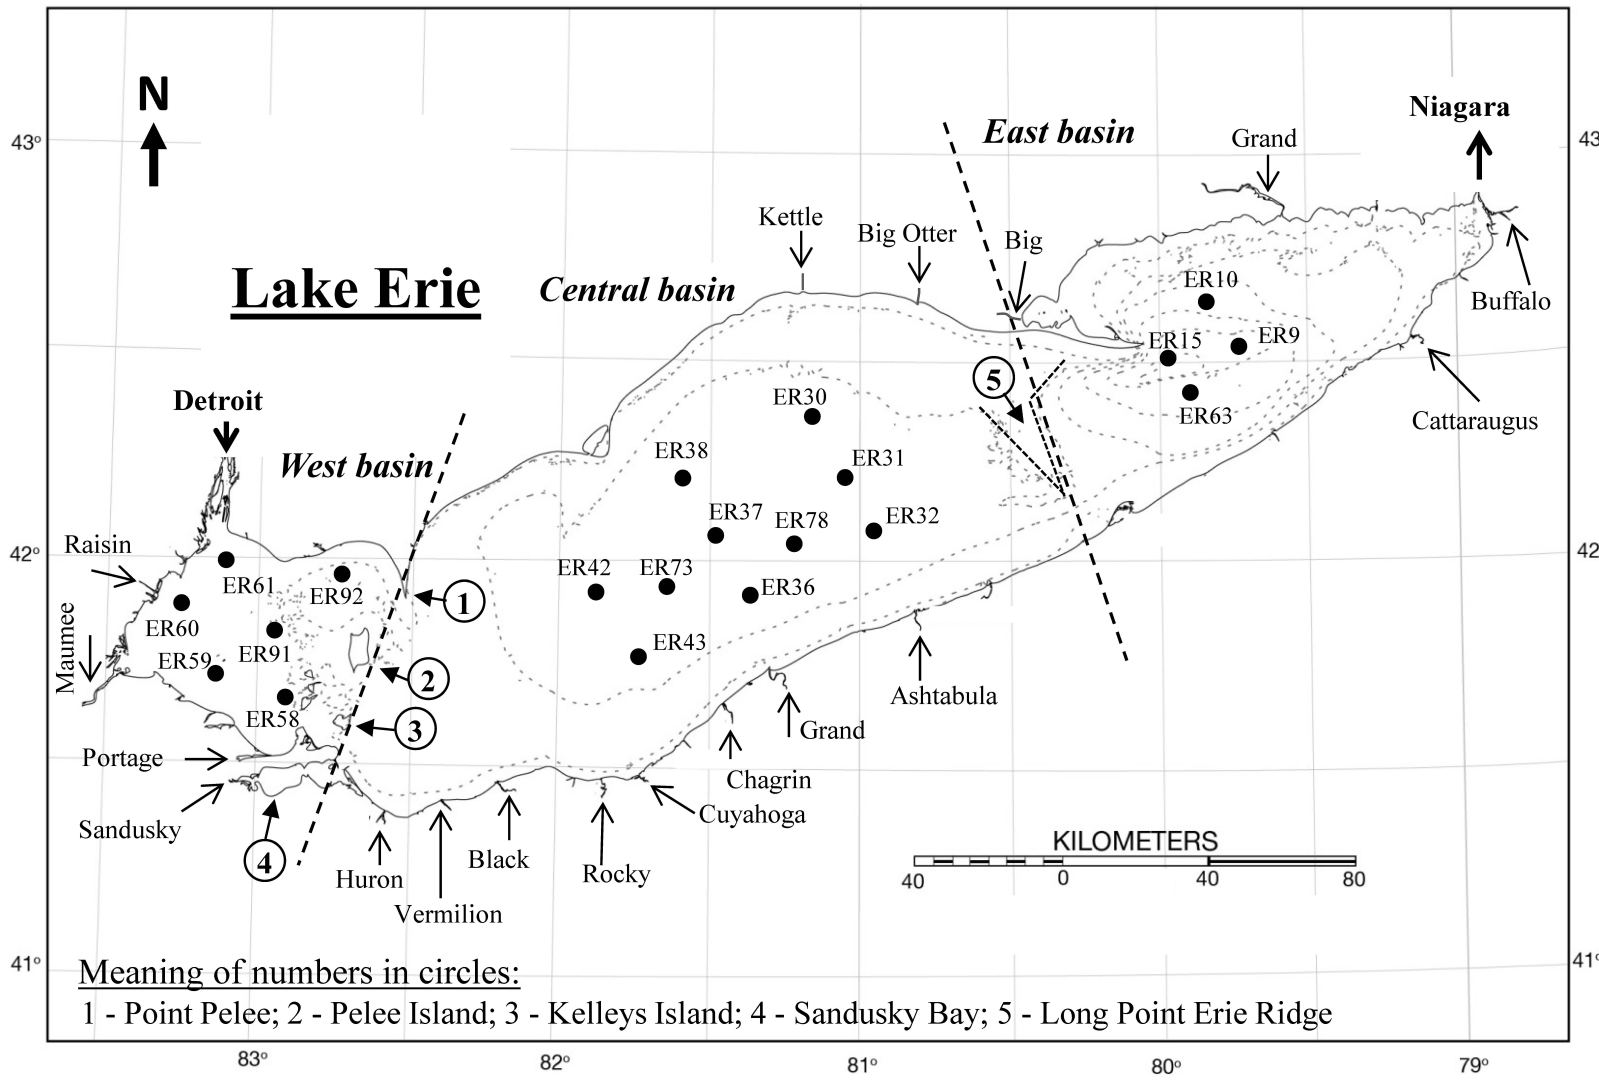 N
43°
43
East basin
Niagara
Grand
Kettle
Big Otter
Big
Lake Erie
Central basin
ER10
Buffalo
ER15
ER9
5
ER30
ER63
Cattaraugus
Detroit
West basin
ER38
ER31
ER37
ER78
ER32
Raisin
42°
42
ER61
ER92
ER42
ER73
ER36
1
ER60
Maumee
ER59
ER91
ER43
2
Ashtabula
ER58
3
Grand
Portage
Chagrin
Sandusky
Cuyahoga
4
Huron
Black
Rocky
Vermilion
KILOMETERS
40 0 40 80
41°
41°
Meaning of numbers in circles:
1 - Point Pelee; 2 - Pelee Island; 3 - Kelleys Island; 4 - Sandusky Bay; 5 - Long Point Erie Ridge
83° 82° 81° 80° 79°